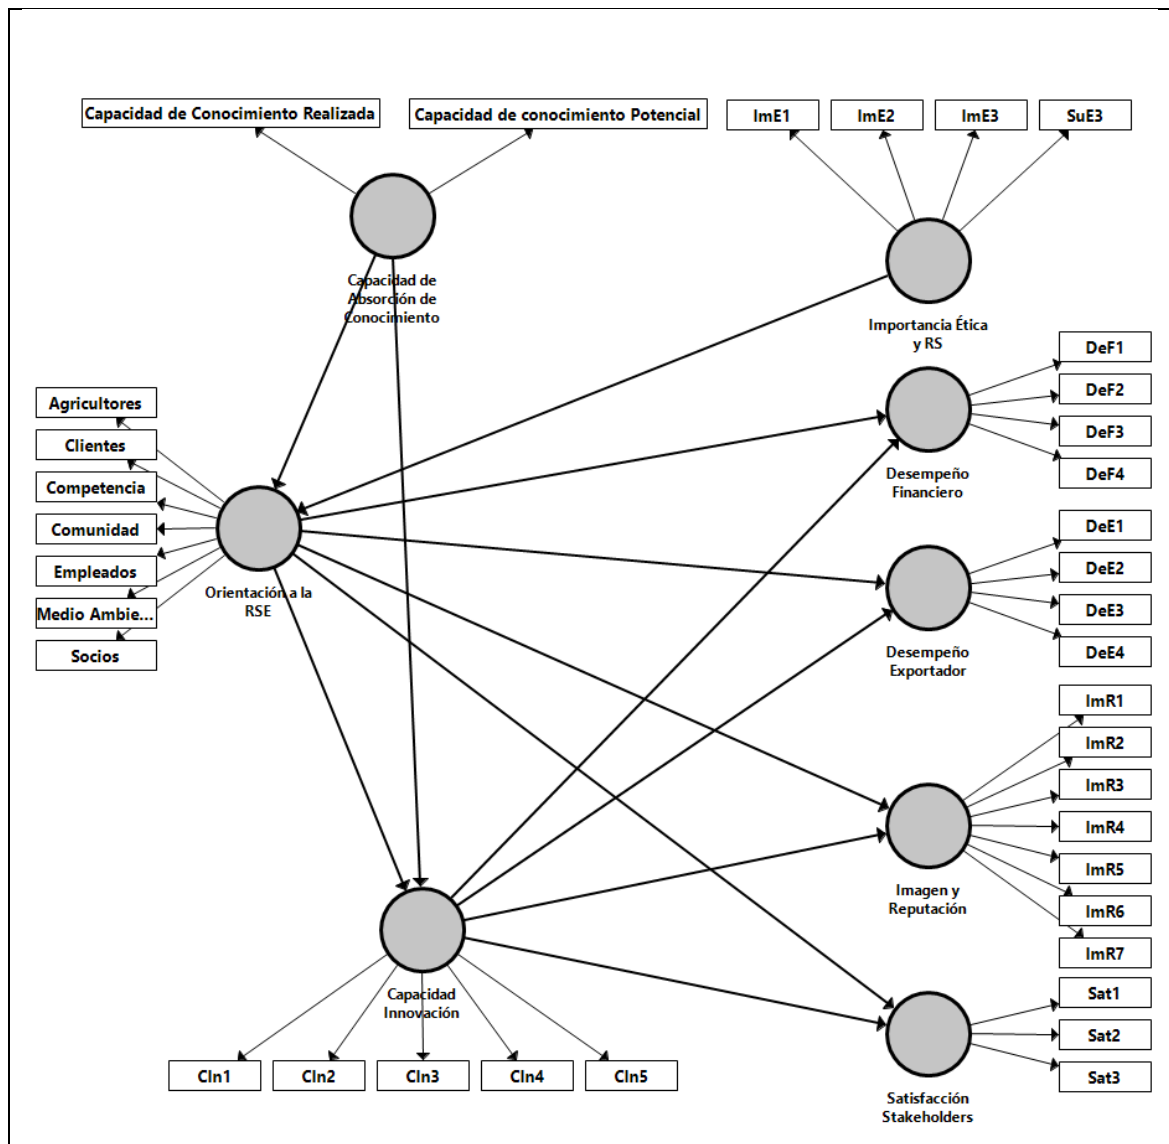 Capacidad de Conocimiento Realizada
Capacidad de conocimiento Potencial
ImE1
ImE2
ImE3
SuE3
Capacidad de
Absorción de
Conocimiento
Importancia Ética
y RS
DeF1
DeF2
DeF3
DeF4
Desempeño
Financiero
Agricultores
Clientes
Competencia
Comunidad
Empleados
Medio Ambie...
Socios
Orientación a la
RSE
DeE1
DeE2
DeE3
DeE4
Desempeño
Exportador
ImR1
ImR2
ImR3
ImR4
ImR5
ImR6
ImR7
Imagen y
Reputación
Capacidad
Innovación
CIn1
CIn2
CIn3
CIn4
CIn5
Sat1
Sat2
Sat3
Satisfacción
Stakeholders